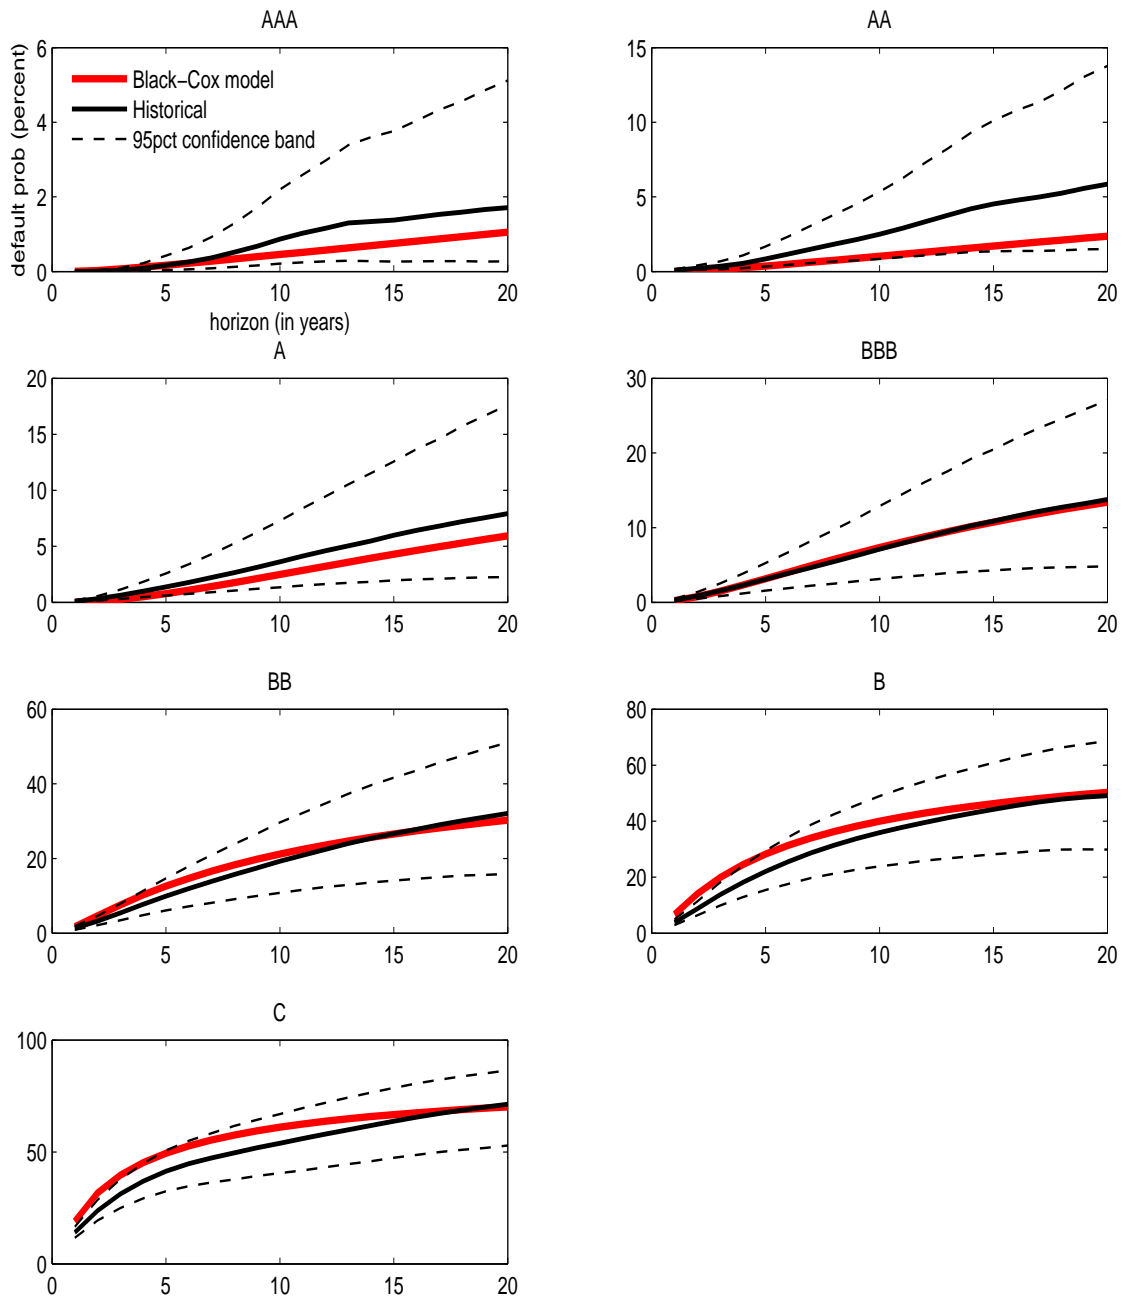 AAA
6
4
2
0
default prob (percent)
Black−Cox model
Historical
95pct confidence band
0 5 10 15 20
horizon (in years)
AA
15
10
5
0
0 5 10 15 20
A
20
15
10
5
0
0 5 10 15 20
BBB
30
20
10
0
0 5 10 15 20
BB
60
40
20
0
0 5 10 15 20
B
80
60
40
20
0
0 5 10 15 20
C
100
50
0
0 5 10 15 20